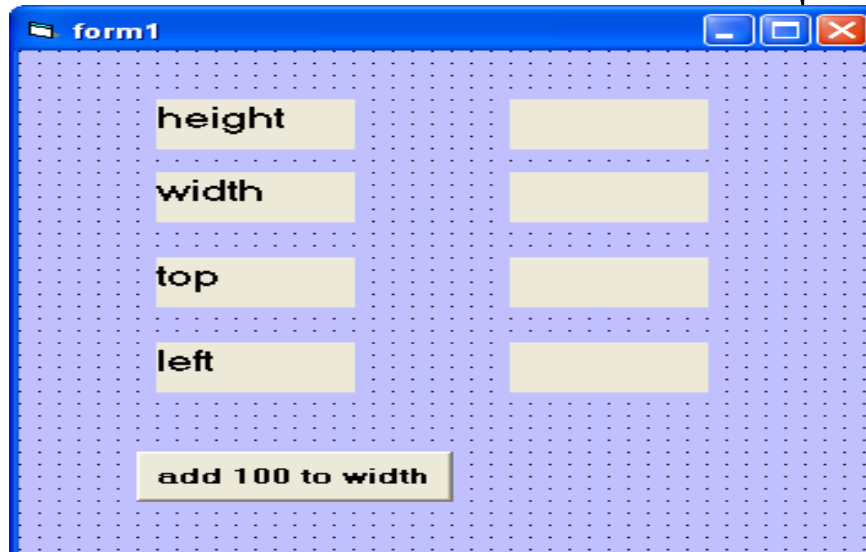 form1
height
width
top
left
add 100 to width